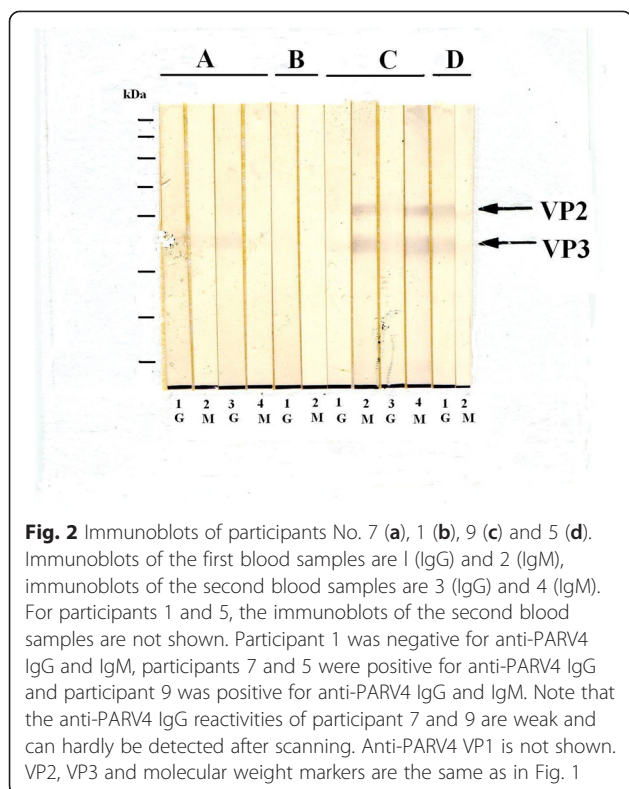 A B C D
kDa
VP2
VP3
1 2 3 4 1 2 1 2 3 4 1 2
G M G M G M G M G M G M
Fig. 2 Immunoblots of participants No. 7 (a), 1 (b), 9 (c) and 5 (d).
Immunoblots of the first blood samples are l (IgG) and 2 (IgM),
immunoblots of the second blood samples are 3 (IgG) and 4 (IgM).
For participants 1 and 5, the immunoblots of the second blood
samples are not shown. Participant 1 was negative for anti-PARV4
IgG and IgM, participants 7 and 5 were positive for anti-PARV4 IgG
and participant 9 was positive for anti-PARV4 IgG and IgM. Note that
the anti-PARV4 IgG reactivities of participant 7 and 9 are weak and
can hardly be detected after scanning. Anti-PARV4 VP1 is not shown.
VP2, VP3 and molecular weight markers are the same as in Fig. 1